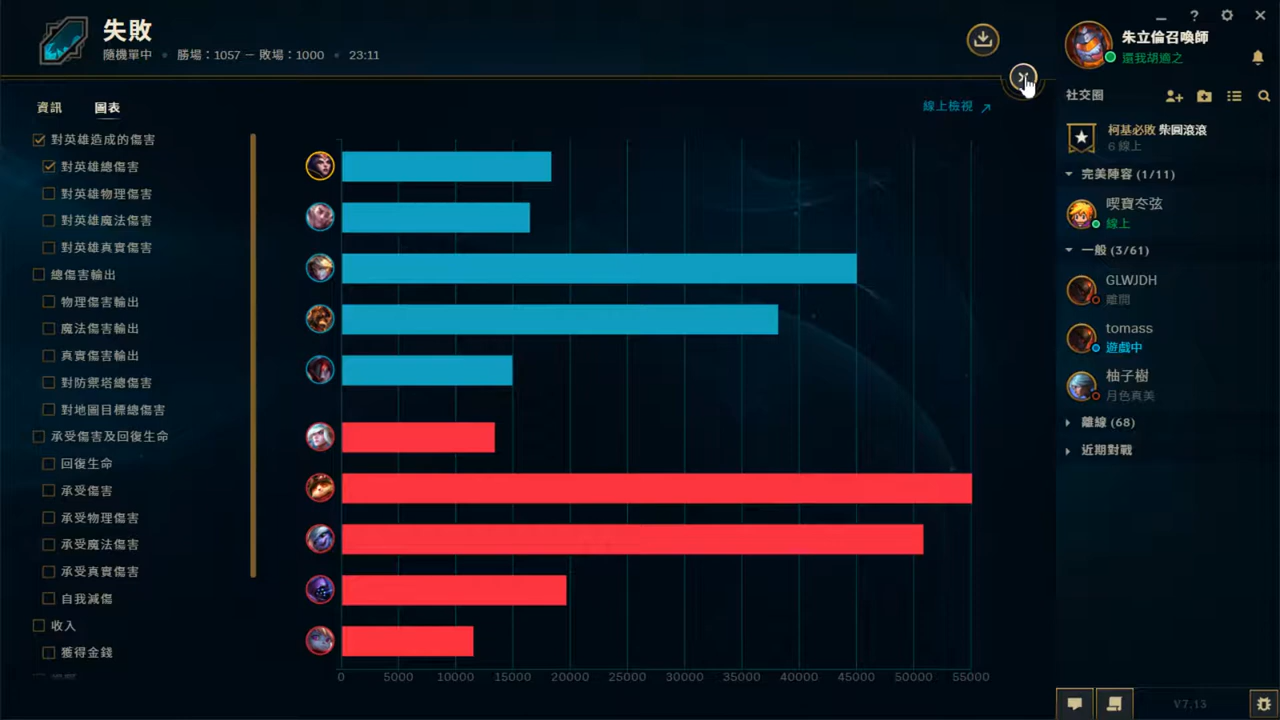 失敗
隨機單中 • 勝場：1057 － 敗場：1000 • 23:11
資訊 圖表
線上檢視
對英雄造成的傷害
對英雄總傷害
對英雄物理傷害
對英雄魔法傷害
對英雄真實傷害
總傷害輸出
物理傷害輸出
魔法傷害輸出
真實傷害輸出
對防禦塔總傷害
對地圖目標總傷害
承受傷害及回復生命
回復生命
承受傷害
承受物理傷害
承受魔法傷害
承受真實傷害
自我減傷
收入
獲得金錢
0 5000 10000 15000 20000 25000 30000 35000 40000 45000 50000 55000
朱立倫召喚師
還我胡適之
社交圈
柯基必敗 柴圓滾滾
6 線上
完美陣容 (1/11)
喫寶冭弦
線上
一般 (3/61)
GLWJDH
離開
tomass
遊戲中
柚子樹
月色真美
離線 (68)
近期對戰
V7.13